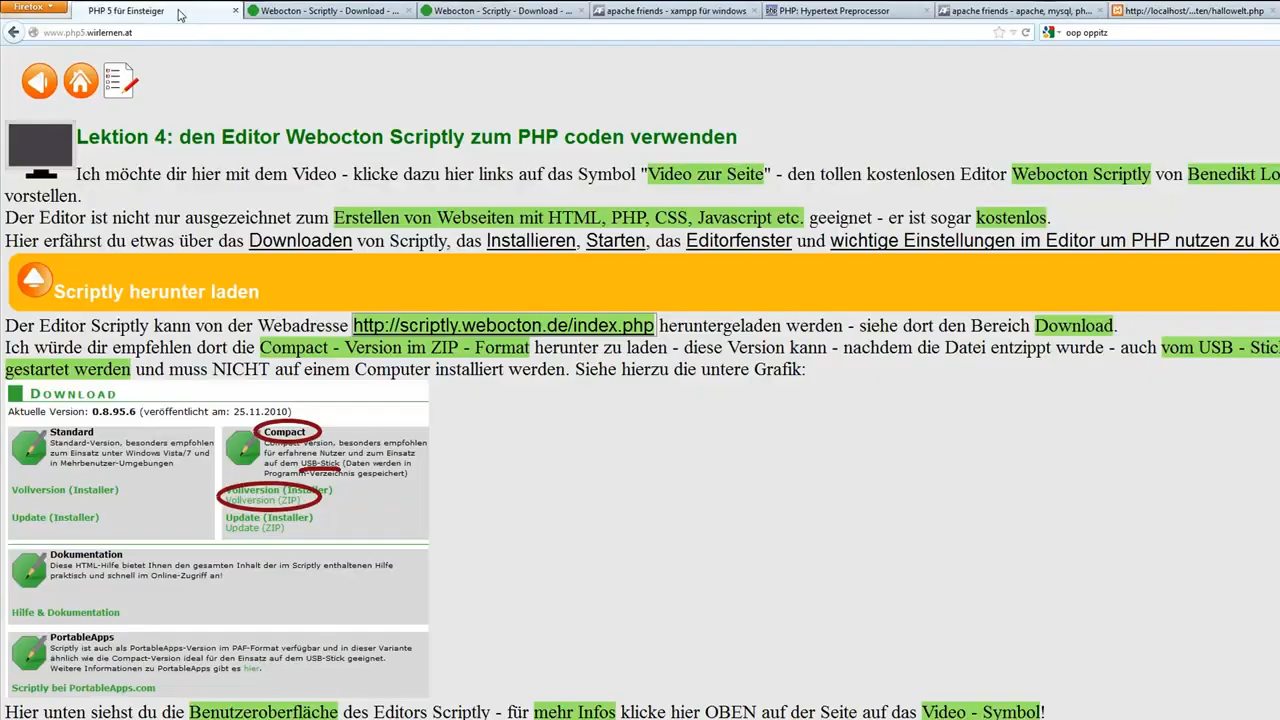 Firefox
PHP 5 für Einsteiger
Webocton - Scriptly - Download - ...
Webocton - Scriptly - Download - ...
apache friends - xampp für windows
PHP: Hypertext Preprocessor
apache friends - apache, mysql, ph...
http://localhost/...ten/hallowelt.php
www.php5.wirlernen.at
oop oppitz
Lektion 4: den Editor Webocton Scriptly zum PHP coden verwenden
Ich möchte dir hier mit dem Video - klicke dazu hier links auf das Symbol "Video zur Seite" - den tollen kostenlosen Editor Webocton Scriptly von Benedikt Lo
vorstellen.
Der Editor ist nicht nur ausgezeichnet zum Erstellen von Webseiten mit HTML, PHP, CSS, Javascript etc. geeignet - er ist sogar kostenlos.
Hier erfährst du etwas über das Downloaden von Scriptly, das Installieren, Starten, das Editorfenster und wichtige Einstellungen im Editor um PHP nutzen zu kö
Scriptly herunter laden
Der Editor Scriptly kann von der Webadresse http://scriptly.webocton.de/index.php heruntergeladen werden - siehe dort den Bereich Download.
Ich würde dir empfehlen dort die Compact - Version im ZIP - Format herunter zu laden - diese Version kann - nachdem die Datei entzippt wurde - auch vom USB - Stick
gestartet werden und muss NICHT auf einem Computer installiert werden. Siehe hierzu die untere Grafik:
DOWNLOAD
Aktuelle Version: 0.8.95.6 (veröffentlicht am: 25.11.2010)
Standard
Standard-Version, besonders empfohlen
zum Einsatz unter Windows Vista/7 und
in Mehrbenutzer-Umgebungen
Vollversion (Installer)
Update (Installer)
Compact
Compact-Version, besonders empfohlen
für erfahrene Nutzer und zum Einsatz
auf dem USB-Stick (Daten werden in
Programm-Verzeichnis gespeichert)
Vollversion (Installer)
Vollversion (ZIP)
Update (Installer)
Update (ZIP)
Dokumentation
Diese HTML-Hilfe bietet Ihnen den gesamten Inhalt der im Scriptly enthaltenen Hilfe
praktisch und schnell im Online-Zugriff an!
Hilfe & Dokumentation
PortableApps
Scriptly ist auch als PortableApps-Version im PAF-Format verfügbar und in dieser Variante
ähnlich wie die Compact-Version ideal für den Einsatz auf dem USB-Stick geeignet.
Weitere Informationen zu PortableApps gibt es hier.
Scriptly bei PortableApps.com
Hier unten siehst du die Benutzeroberfläche des Editors Scriptly - für mehr Infos klicke hier OBEN auf der Seite auf das Video - Symbol!